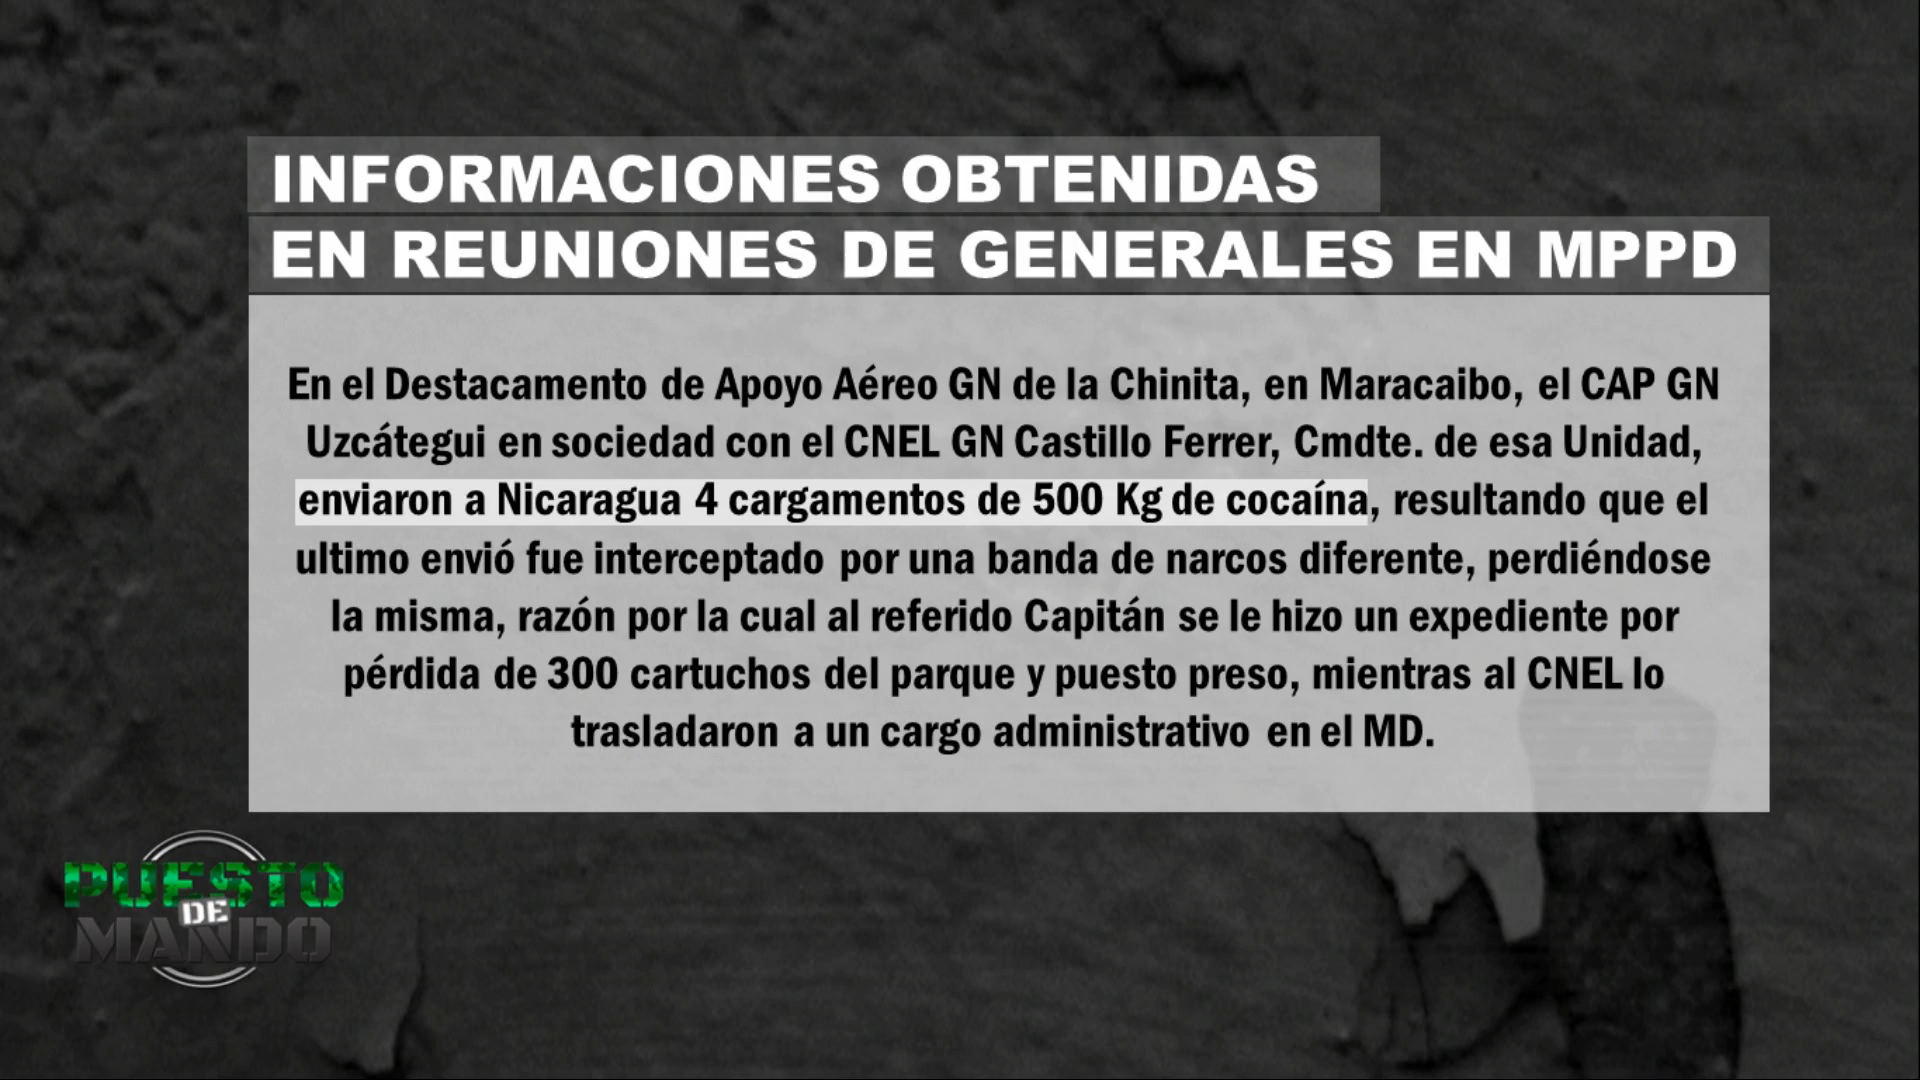 INFORMACIONES OBTENIDAS
EN REUNIONES DE GENERALES EN MPPD
En el Destacamento de Apoyo Aéreo GN de la Chinita, en Maracaibo, el CAP GN
Uzcátegui en sociedad con el CNEL GN Castillo Ferrer, Cmdte. de esa Unidad,
enviaron a Nicaragua 4 cargamentos de 500 Kg de cocaína, resultando que el
ultimo envió fue interceptado por una banda de narcos diferente, perdiéndose
la misma, razón por la cual al referido Capitán se le hizo un expediente por
pérdida de 300 cartuchos del parque y puesto preso, mientras al CNEL lo
trasladaron a un cargo administrativo en el MD.
PUESTO
DE
MANDO